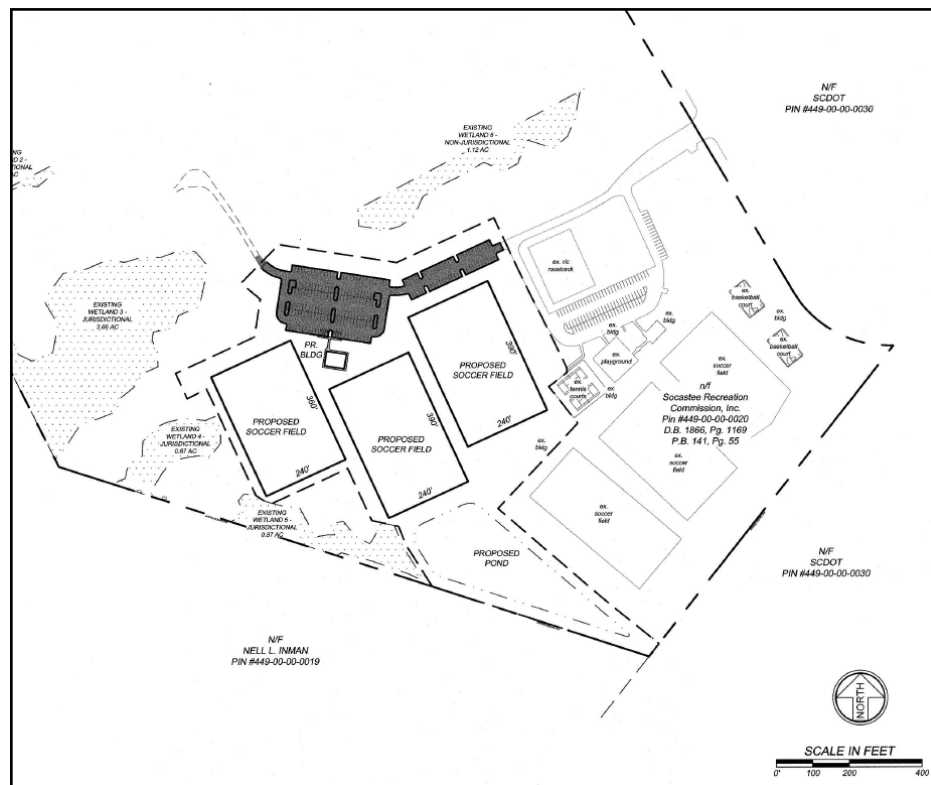 N/F
SCDOT
PIN #449-00-00-0030
EXISTING
WETLAND 6 -
NON-JURISDICTIONAL
1.12 AC
EXISTING
WETLAND 3 -
JURISDICTIONAL
3.66 AC
ex. r/c
racetrack
ex.
basketball
court
ex.
bldg
ex.
basketball
court
ex.
bldg
ex.
bldg
ex.
playground
ex.
tennis
courts
ex.
bldg
ex.
bldg
PR.
BLDG
PROPOSED
SOCCER FIELD
360'
240'
PROPOSED
SOCCER FIELD
390'
240'
PROPOSED
SOCCER FIELD
390'
240'
ex.
soccer
field
n/f
Socastee Recreation
Commission, Inc.
Pin #449-00-00-0020
D.B. 1866, Pg. 1169
P.B. 141, Pg. 55
ex.
soccer
field
ex.
soccer
field
EXISTING
WETLAND 4 -
JURISDICTIONAL
0.87 AC
EXISTING
WETLAND 5 -
JURISDICTIONAL
0.87 AC
PROPOSED
POND
N/F
SCDOT
PIN #449-00-00-0030
N/F
NELL L. INMAN
PIN #449-00-00-0019
NORTH
SCALE IN FEET
0' 100 200 400